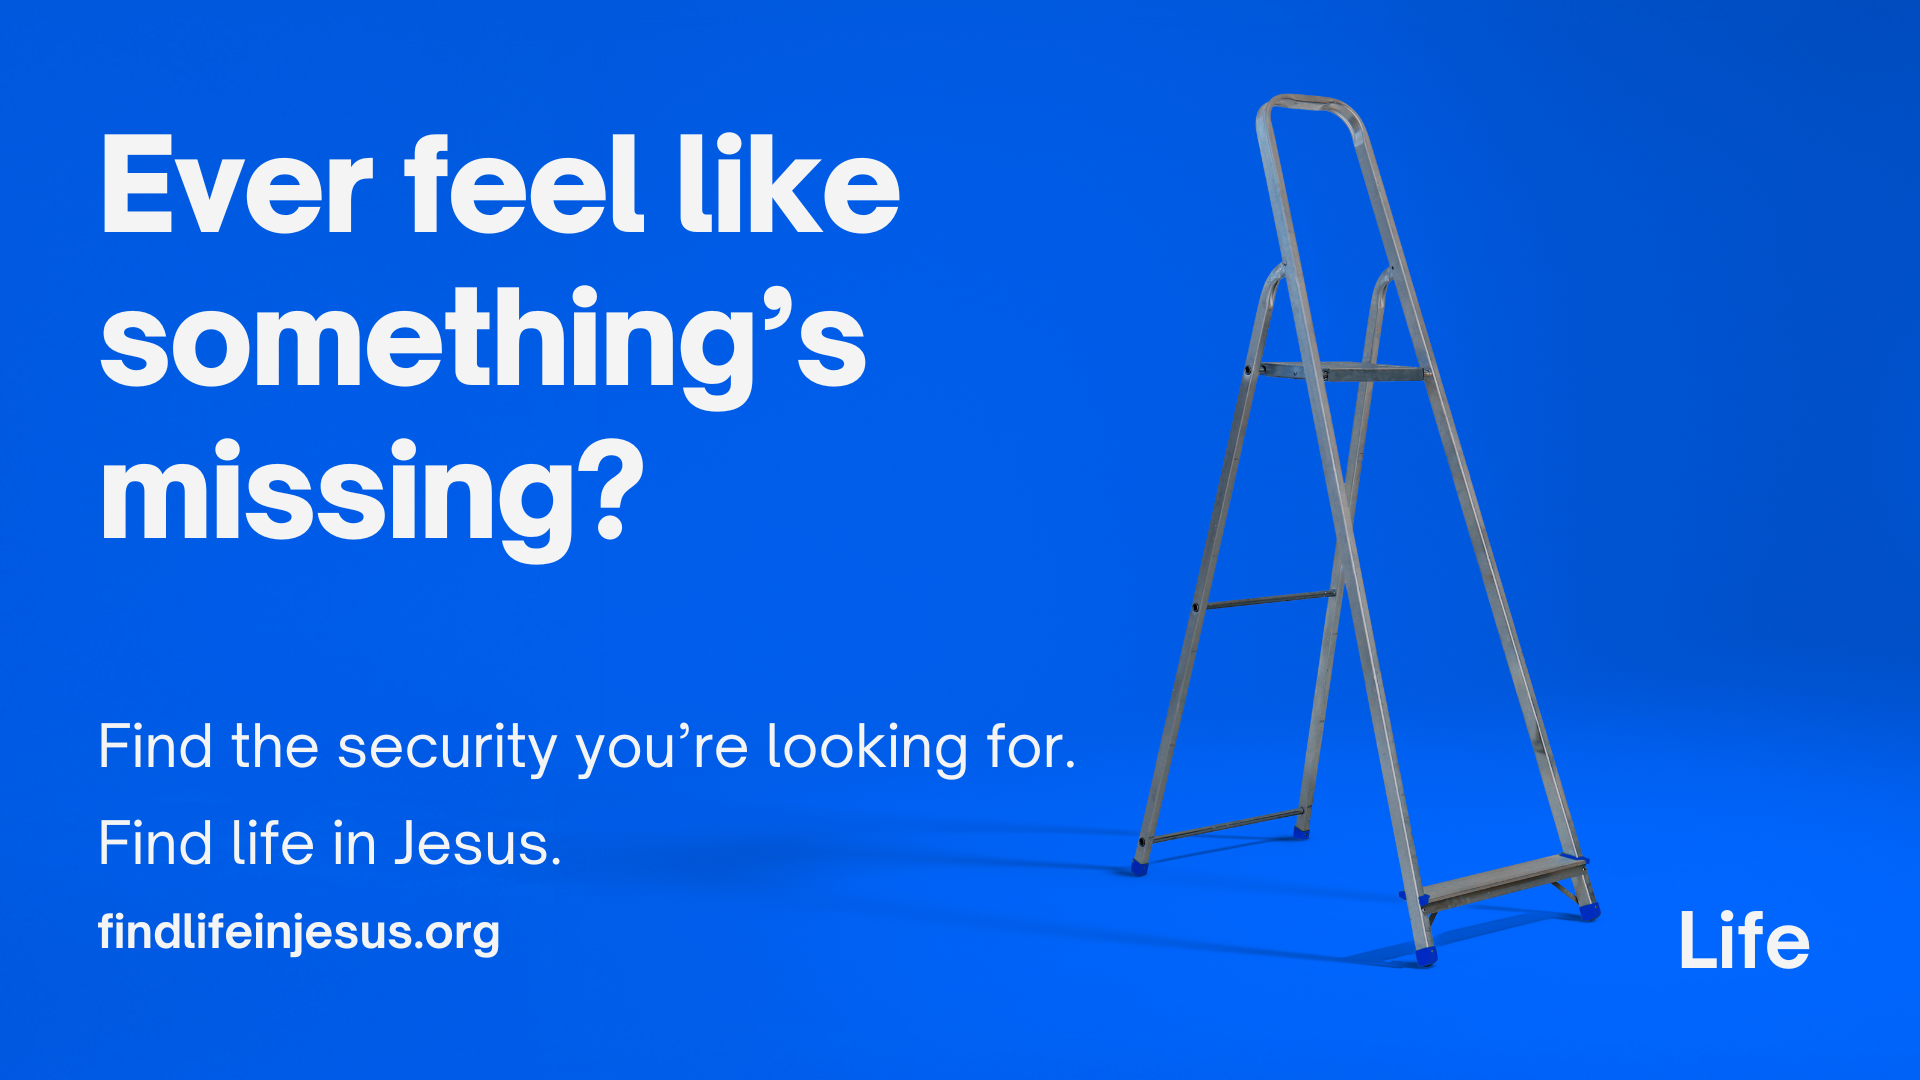 Ever feel like
something’s
missing?
Find the security you’re looking for.
Find life in Jesus.
findlifeinjesus.org
Life